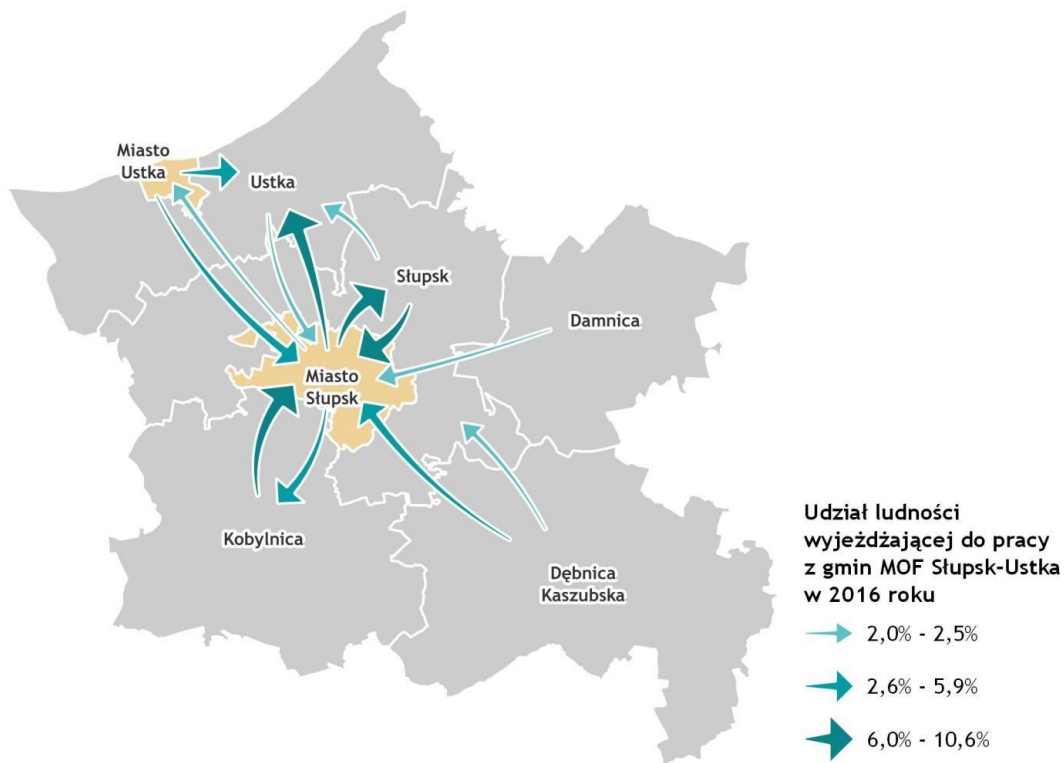 Miasto
Ustka
Ustka
Słupsk
Damnica
Miasto
Słupsk
Kobylnica
Dębnica
Kaszubska
Udział ludności
wyjeżdżającej do pracy
z gmin MOF Słupsk-Ustka
w 2016 roku
2,0% - 2,5%
2,6% - 5,9%
6,0% - 10,6%